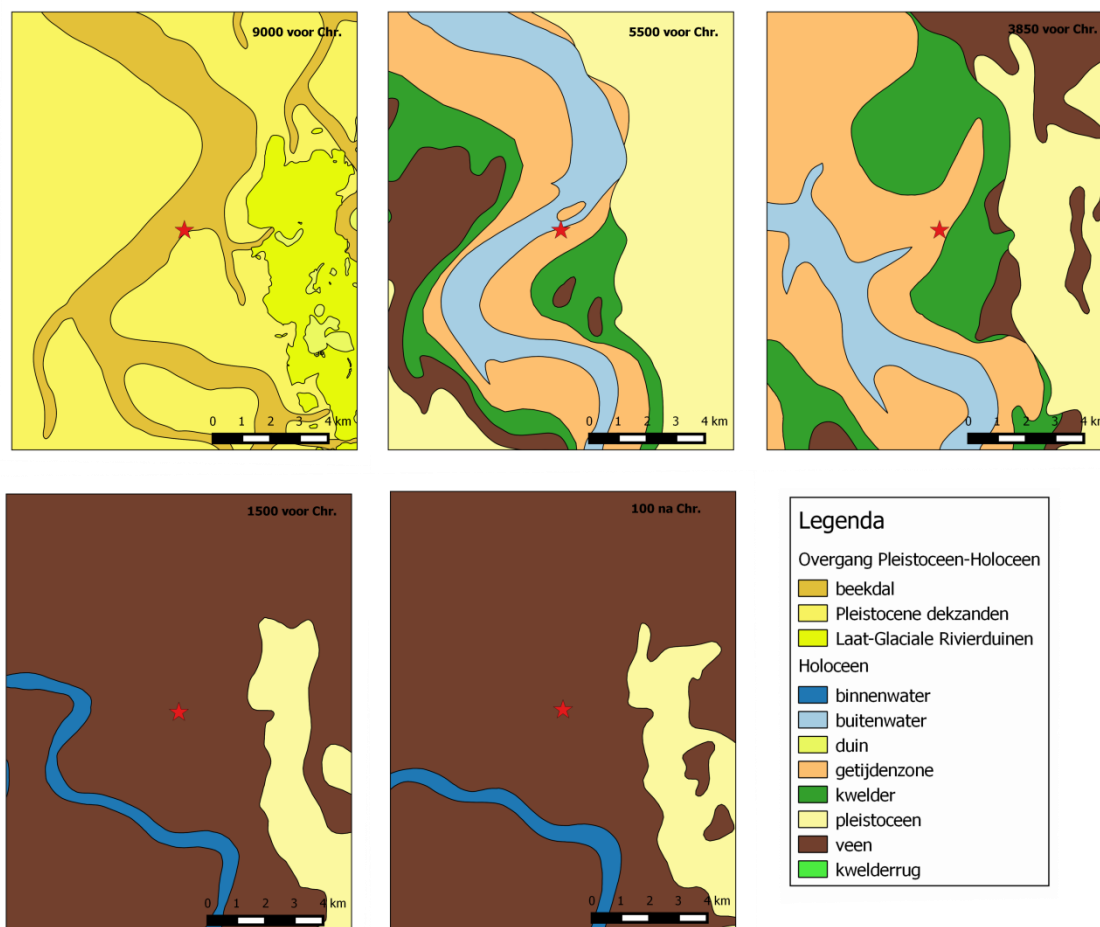 9000 voor Chr.
5500 voor Chr.
3850 voor Chr.
0 1 2 3 4 km
0 1 2 3 4 km
0 1 2 3 4 km
1500 voor Chr.
100 na Chr.
0 1 2 3 4 km
0 1 2 3 4 km
Legenda
Overgang Pleistoceen-Holoceen
beekdal
Pleistocene dekzanden
Laat-Glaciale Rivierduinen
Holoceen
binnenwater
buitenwater
duin
getijdenzone
kwelder
pleistoceen
veen
kwelderrug